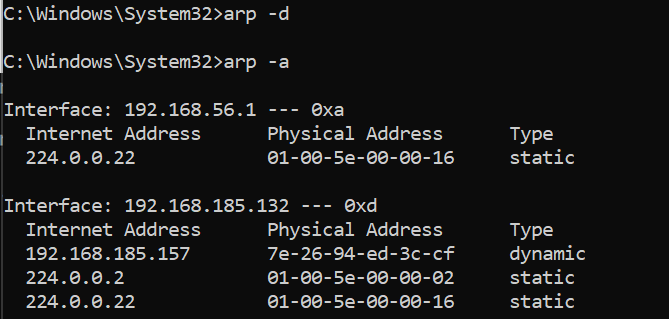 C:\Windows\System32>arp -d
C:\Windows\System32>arp -a
Interface: 192.168.56.1 --- 0xa
Internet Address Physical Address Type
224.0.0.22 01-00-5e-00-00-16 static
Interface: 192.168.185.132 --- 0xd
Internet Address Physical Address Type
192.168.185.157 7e-26-94-ed-3c-cf dynamic
224.0.0.2 01-00-5e-00-00-02 static
224.0.0.22 01-00-5e-00-00-16 static